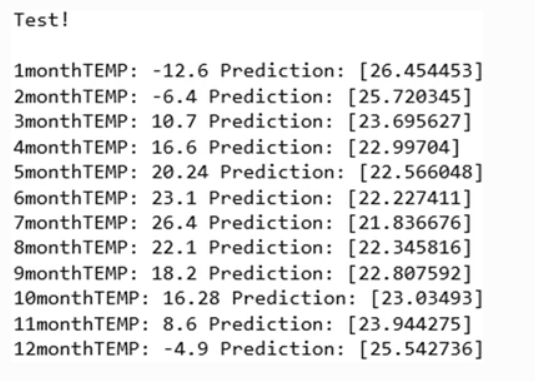 Test!
1monthTEMP: -12.6 Prediction: [26.454453]
2monthTEMP: -6.4 Prediction: [25.720345]
3monthTEMP: 10.7 Prediction: [23.695627]
4monthTEMP: 16.6 Prediction: [22.99704]
5monthTEMP: 20.24 Prediction: [22.566048]
6monthTEMP: 23.1 Prediction: [22.227411]
7monthTEMP: 26.4 Prediction: [21.836676]
8monthTEMP: 22.1 Prediction: [22.345816]
9monthTEMP: 18.2 Prediction: [22.807592]
10monthTEMP: 16.28 Prediction: [23.03493]
11monthTEMP: 8.6 Prediction: [23.944275]
12monthTEMP: -4.9 Prediction: [25.542736]